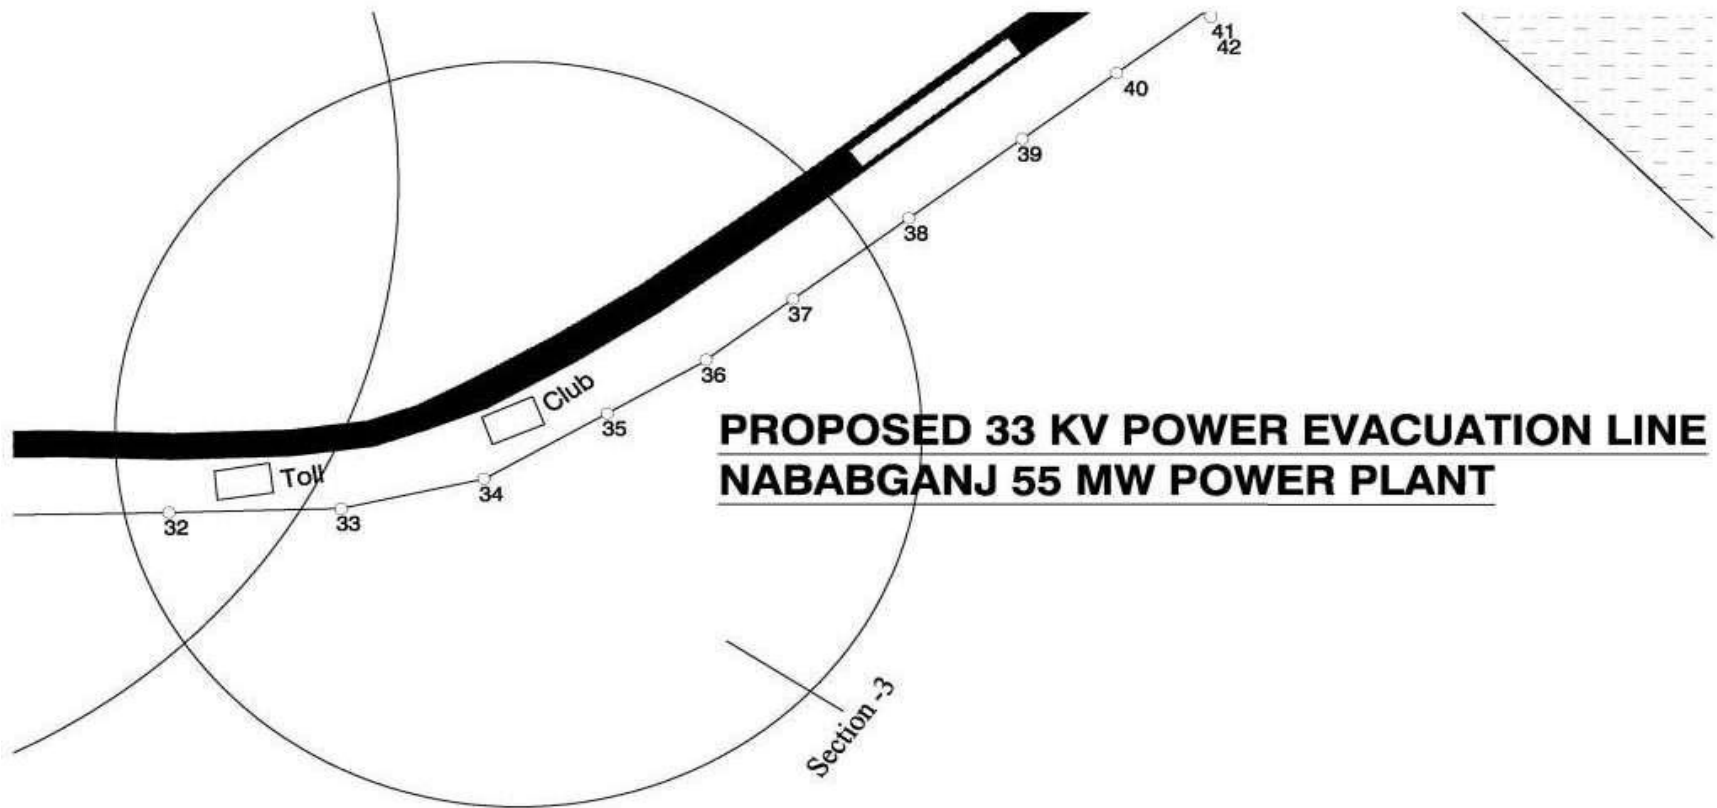 41
42
40
39
38
37
36
Club
35
PROPOSED 33 KV POWER EVACUATION LINE
NABABGANJ 55 MW POWER PLANT
Toll
34
33
32
Section -3